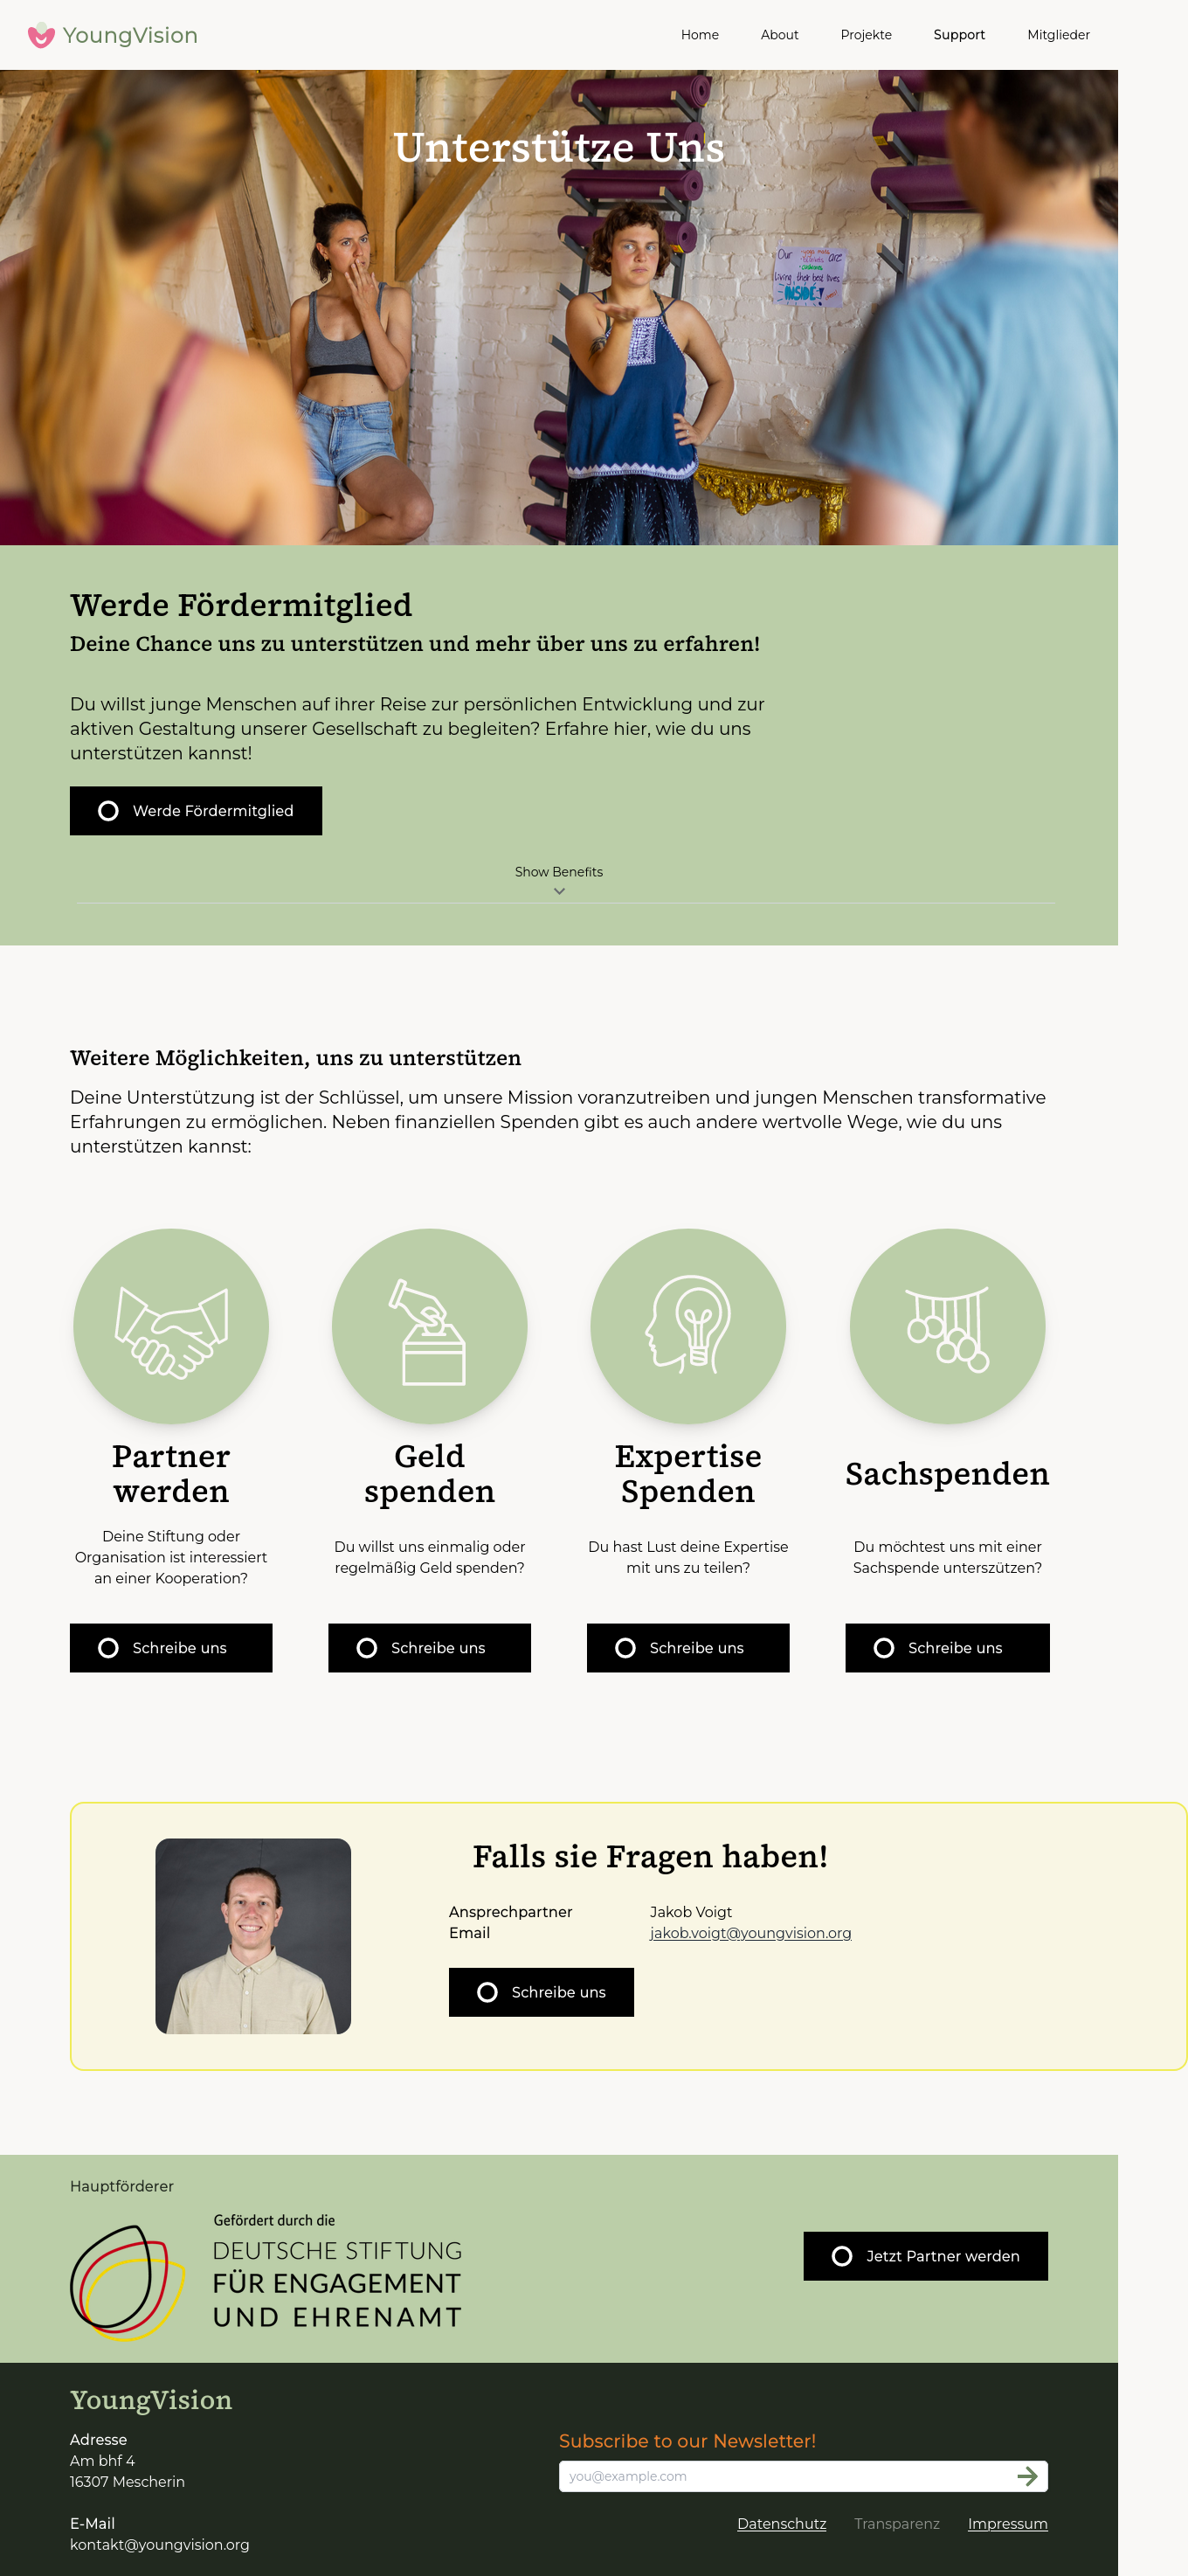 YoungVision
Home About Projekte Support Mitglieder
Unterstütze Uns
Our are
Living their best lives
INSIDE!
Werde Fördermitglied
Deine Chance uns zu unterstützen und mehr über uns zu erfahren!
Du willst junge Menschen auf ihrer Reise zur persönlichen Entwicklung und zur
aktiven Gestaltung unserer Gesellschaft zu begleiten? Erfahre hier, wie du uns
unterstützen kannst!
Werde Fördermitglied
Show Benefits
Weitere Möglichkeiten, uns zu unterstützen
Deine Unterstützung ist der Schlüssel, um unsere Mission voranzutreiben und jungen Menschen transformative
Erfahrungen zu ermöglichen. Neben finanziellen Spenden gibt es auch andere wertvolle Wege, wie du uns
unterstützen kannst:
Partner
werden
Deine Stiftung oder
Organisation ist interessiert
an einer Kooperation?
Schreibe uns
Geld
spenden
Du willst uns einmalig oder
regelmäßig Geld spenden?
Schreibe uns
Expertise
Spenden
Du hast Lust deine Expertise
mit uns zu teilen?
Schreibe uns
Sachspenden
Du möchtest uns mit einer
Sachspende unterszützen?
Schreibe uns
Falls sie Fragen haben!
Ansprechpartner Jakob Voigt
Email jakob.voigt@youngvision.org
Schreibe uns
Hauptförderer
Gefördert durch die
DEUTSCHE STIFTUNG
FÜR ENGAGEMENT
UND EHRENAMT
Jetzt Partner werden
YoungVision
Adresse
Am bhf 4
16307 Mescherin
E-Mail
kontakt@youngvision.org
Subscribe to our Newsletter!
you@example.com
Datenschutz Transparenz Impressum